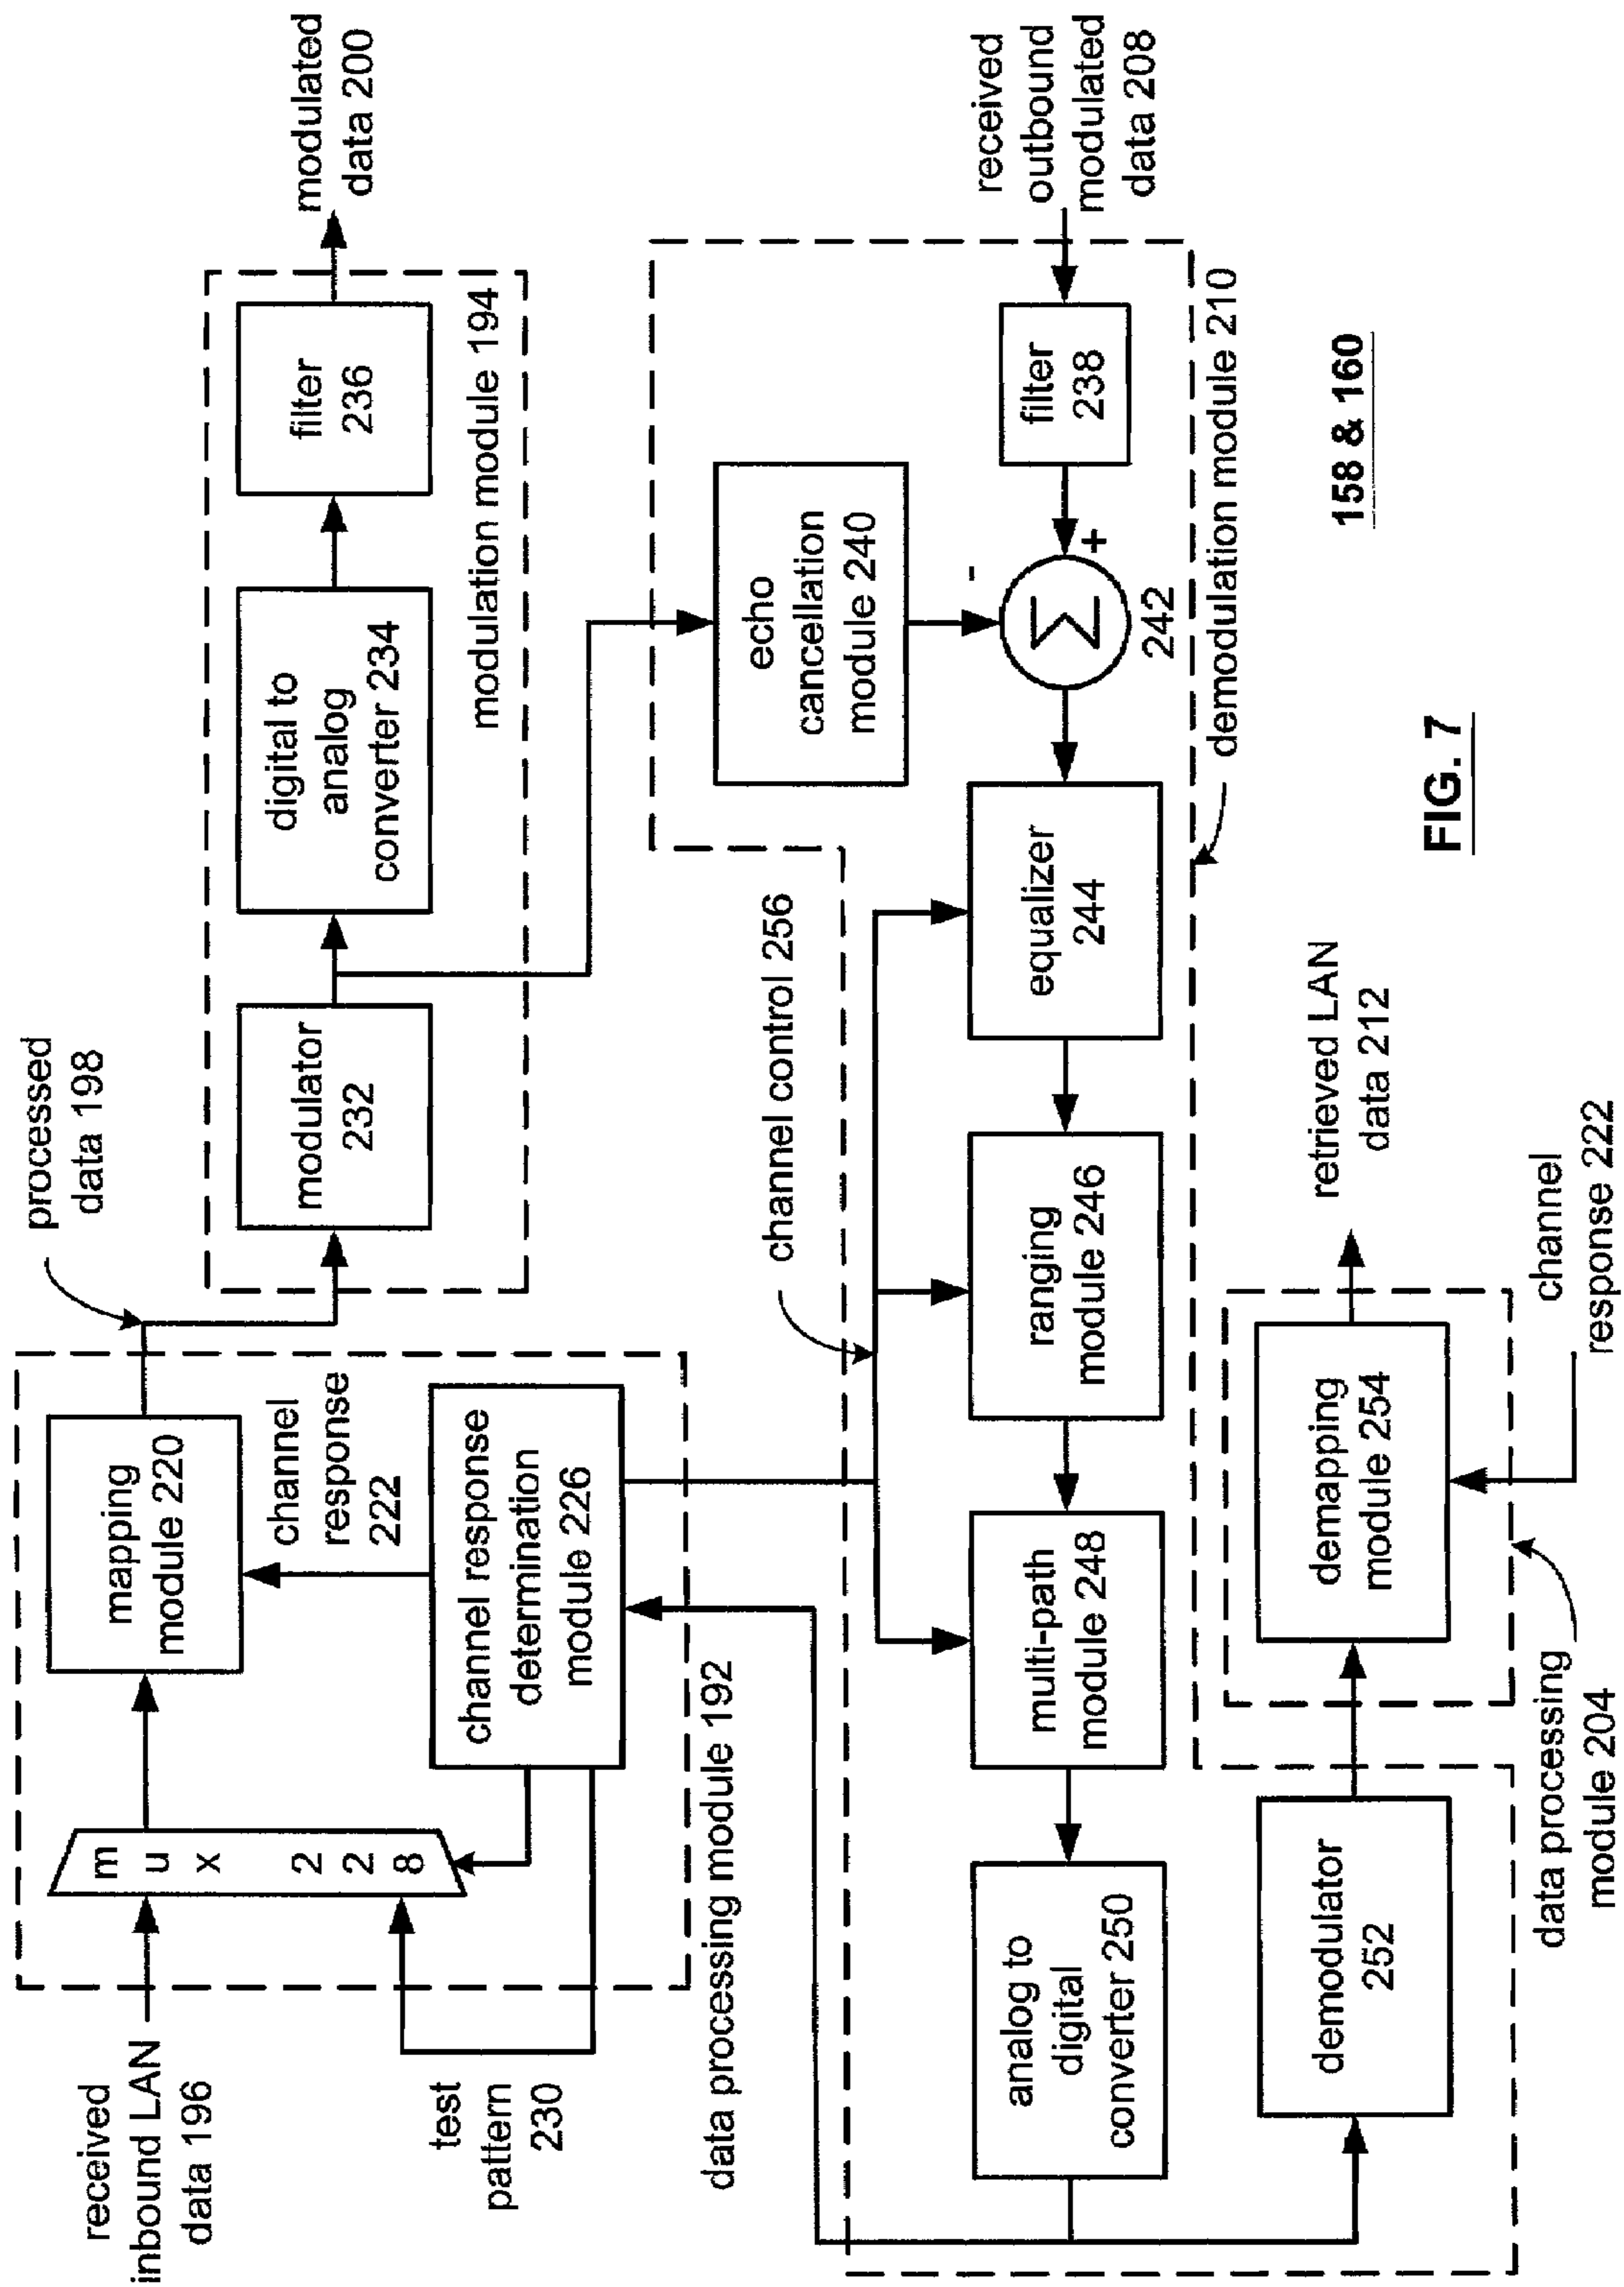 received
inbound LAN
data 196
m
u
x
2
2
8
test
pattern
230
mapping
module 220
channel
response
222
channel response
determination
module 226
data processing module 192
processed
data 198
modulator
232
digital to
analog
converter 234
filter
236
modulation module 194
modulated
data 200
echo
cancellation
module 240
received
outbound
modulated
data 208
filter
238
-
+
Σ
242
channel control 256
equalizer
244
ranging
module 246
multi-path
module 248
analog to
digital
converter 250
demodulation module 210
demodulator
252
demapping
module 254
retrieved LAN
data 212
channel
response 222
data processing
module 204
158 & 160
FIG. 7